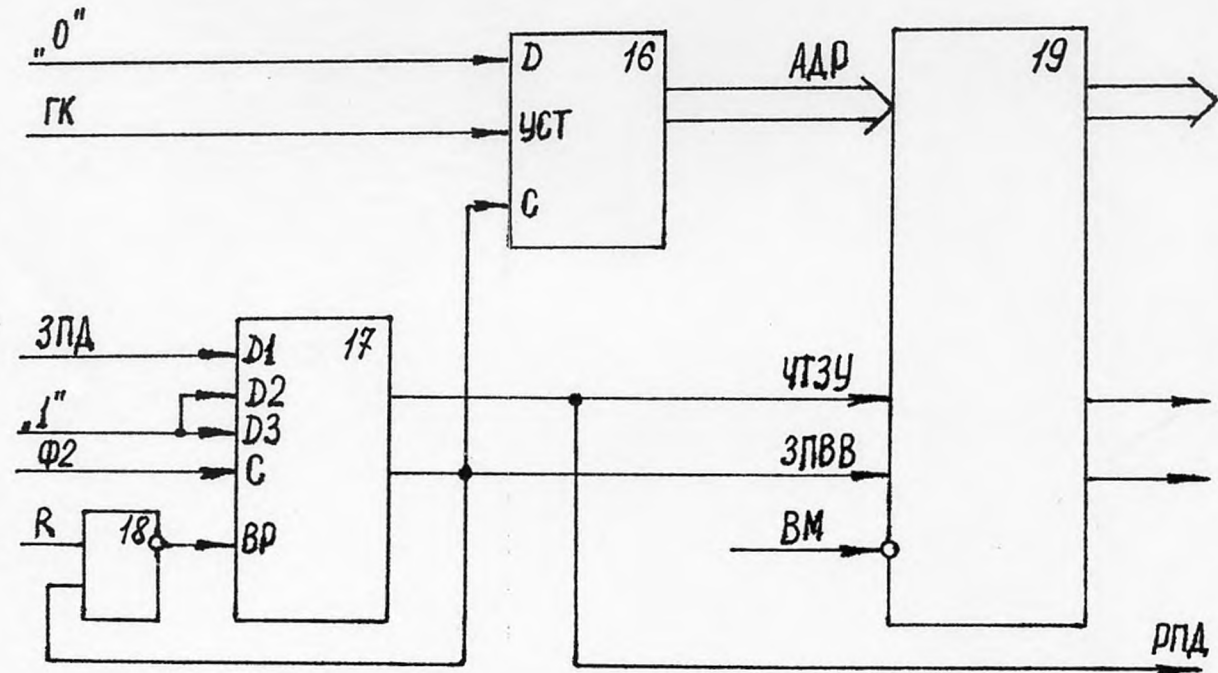 „0"
ГК
D
УСТ
С
16
АДР
19
ЗПД
„1"
Ф2
R
18
D1
D2
D3
С
ВР
17
ЧТЗУ
ЗПВВ
ВМ
РПД